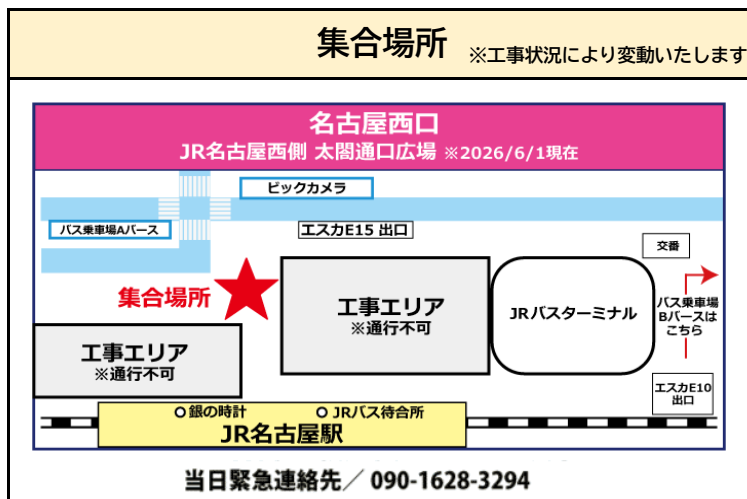 集合場所 ※工事状況により変動いたします
名古屋西口
JR名古屋西側 太閤通口広場 ※2026/6/1現在
ビックカメラ
バス乗車場Aバース
エスカE15 出口
交番
集合場所
工事エリア
※通行不可
JRバスターミナル
バス乗車場
Bバースは
こちら
工事エリア
※通行不可
エスカE10
出口
銀の時計
JRバス待合所
JR名古屋駅
当日緊急連絡先／ 090-1628-3294